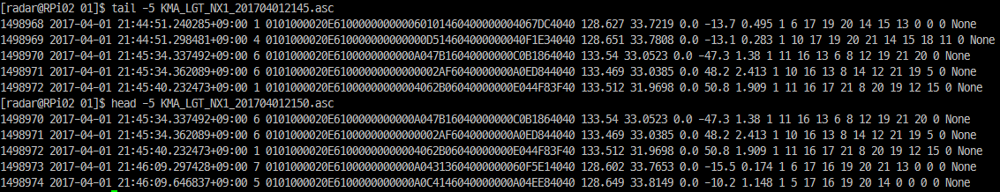 [radar@RPi02 01]$ tail -5 KMA_LGT_NX1_201704012145.asc
1498968 2017-04-01 21:44:51.240285+09:00 1 0101000020E6100000000000601014604000000004067DC4040 128.627 33.7219 0.0 -13.7 0.495 1 6 17 19 20 14 15 13 0 0 None
1498969 2017-04-01 21:44:51.298481+09:00 4 0101000020E61000000000000D51460400000040F1E34040 128.651 33.7808 0.0 -13.1 0.283 1 10 17 19 20 21 14 15 18 11 0 None
1498970 2017-04-01 21:45:34.337492+09:00 6 0101000020E610000000000000A047B16040000000C0B1864040 133.54 33.0523 0.0 -47.3 1.38 1 11 16 13 6 8 12 19 21 20 0 None
1498971 2017-04-01 21:45:34.362089+09:00 6 0101000020E61000000000000002AF6040000000A0ED844040 133.469 33.0385 0.0 48.2 2.413 1 10 16 13 8 14 12 21 19 5 0 None
1498972 2017-04-01 21:45:40.232473+09:00 1 0101000020E6100000000000004062B06040000000E044F83F40 133.512 31.9698 0.0 50.8 1.909 1 11 16 17 21 8 20 19 12 15 0 None
[radar@RPi02 01]$ head -5 KMA_LGT_NX1_201704012150.asc
1498970 2017-04-01 21:45:34.337492+09:00 6 0101000020E610000000000000A047B16040000000C0B1864040 133.54 33.0523 0.0 -47.3 1.38 1 11 16 13 6 8 12 19 21 20 0 None
1498971 2017-04-01 21:45:34.362089+09:00 6 0101000020E61000000000000002AF6040000000A0ED844040 133.469 33.0385 0.0 48.2 2.413 1 10 16 13 8 14 12 21 19 5 0 None
1498972 2017-04-01 21:45:40.232473+09:00 1 0101000020E6100000000000004062B06040000000E044F83F40 133.512 31.9698 0.0 50.8 1.909 1 11 16 17 21 8 20 19 12 15 0 None
1498973 2017-04-01 21:46:09.297428+09:00 7 0101000020E610000000000000A0431360400000060F5E14040 128.602 33.7653 0.0 -15.5 0.174 1 6 17 16 19 20 21 13 0 0 0 None
1498974 2017-04-01 21:46:09.646837+09:00 5 0101000020E610000000000000A0C4146040000000A04EE84040 128.649 33.8149 0.0 -10.2 1.148 1 5 17 16 19 20 14 0 0 0 0 None